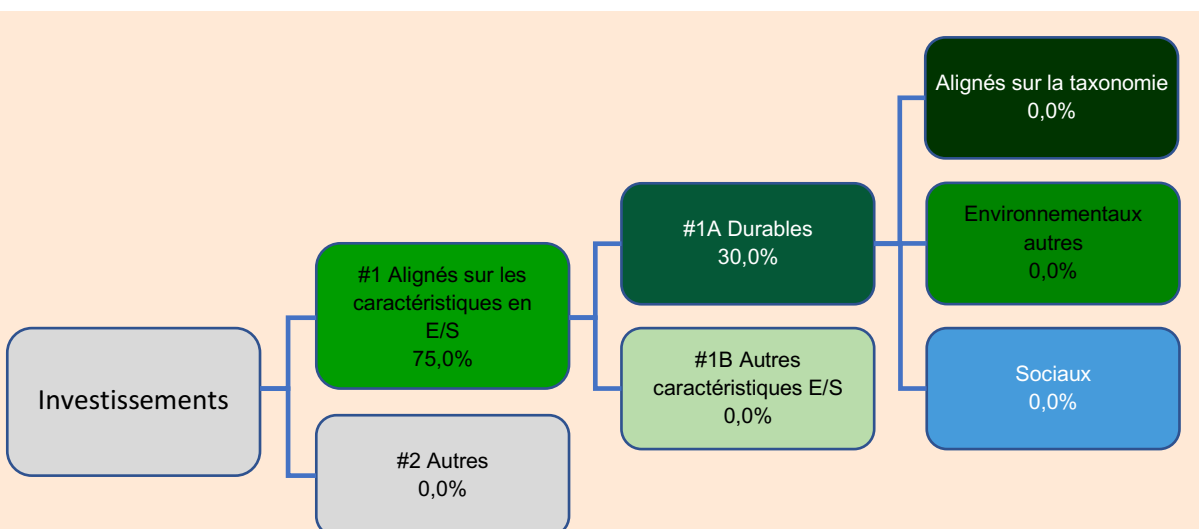 Investissements
#1 Alignés sur les
caractéristiques en
E/S
75,0%
#2 Autres
0,0%
#1A Durables
30,0%
#1B Autres
caractéristiques E/S
0,0%
Alignés sur la taxonomie
0,0%
Environnementaux
autres
0,0%
Sociaux
0,0%